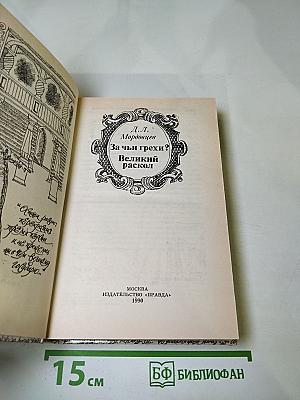 Д. Л.
Мордовцев
За чьи грехи?
Великий
раскол
МОСКВА
ИЗДАТЕЛЬСТВО «ПРАВДА»
1990
15 см
БФ БИБЛИОФАН